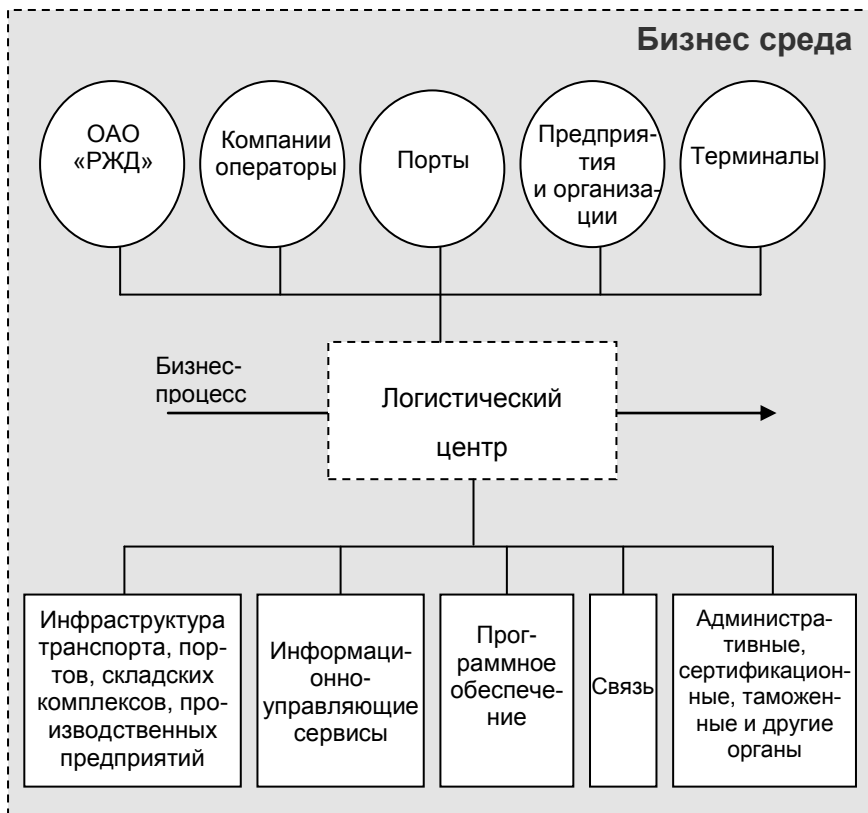 Бизнес среда
ОАО
«РЖД»
Компании
операторы
Порты
Предприя-
тия
и организа-
ции
Терминалы
Бизнес-
процесс
Логистический
центр
Инфраструктура
транспорта, пор-
тов, складских
комплексов, про-
изводственных
предприятий
Информаци-
онно-
управляющие
сервисы
Прог-
раммное
обеспече-
ние
Связь
Администра-
тивные,
сертификацион-
ные, таможен-
ные и другие
органы